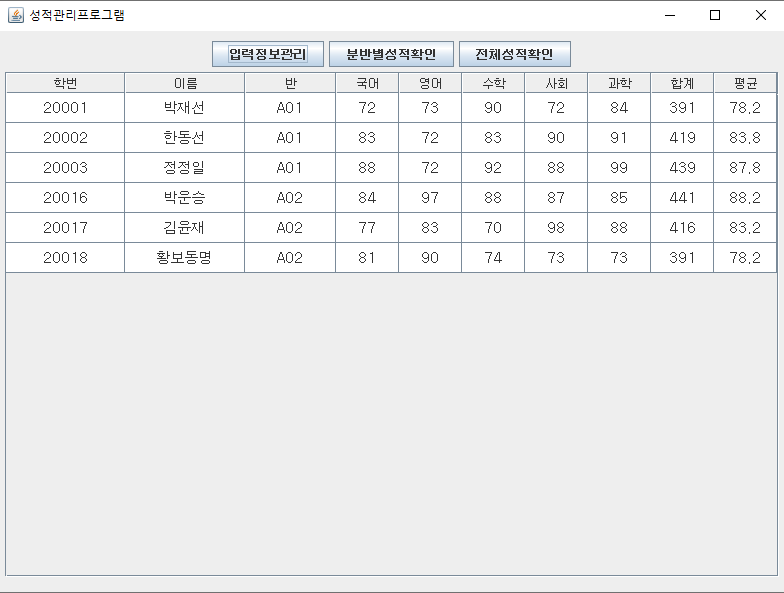 성적관리프로그램
입력정보관리 분반별성적확인 전체성적확인
학번 이름 반 국어 영어 수학 사회 과학 합계 평균
20001 박재선 A01 72 73 90 72 84 391 78.2
20002 한동선 A01 83 72 83 90 91 419 83.8
20003 정정일 A01 88 72 92 88 99 439 87.8
20016 박운승 A02 84 97 88 87 85 441 88.2
20017 김윤재 A02 77 83 70 98 88 416 83.2
20018 황보동명 A02 81 90 74 73 73 391 78.2